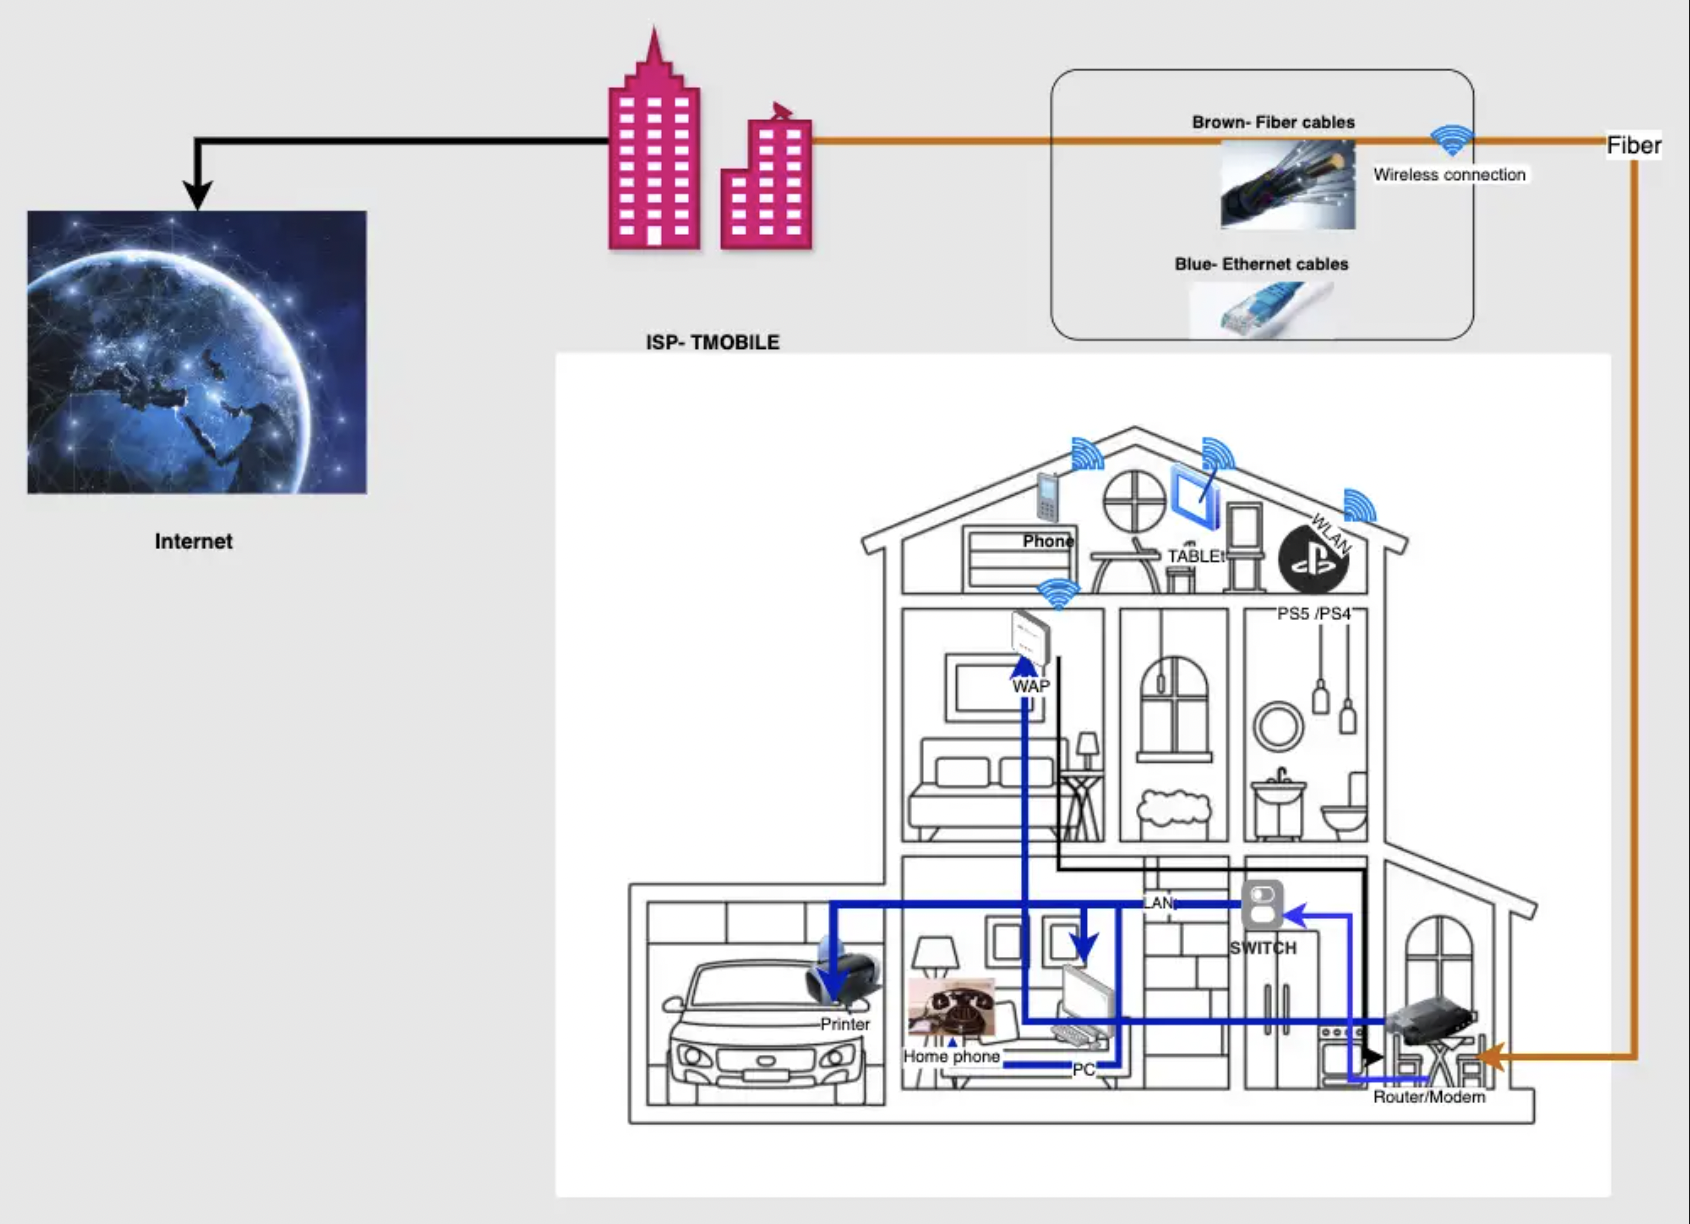 Brown- Fiber cables
Fiber
Wireless connection
Blue- Ethernet cables
ISP- TMOBILE
Internet
WLAN
Phone
TABLEt
PS5 /PS4
WAP
LAN
SWITCH
Printer
Home phone
PC
Router/Modem